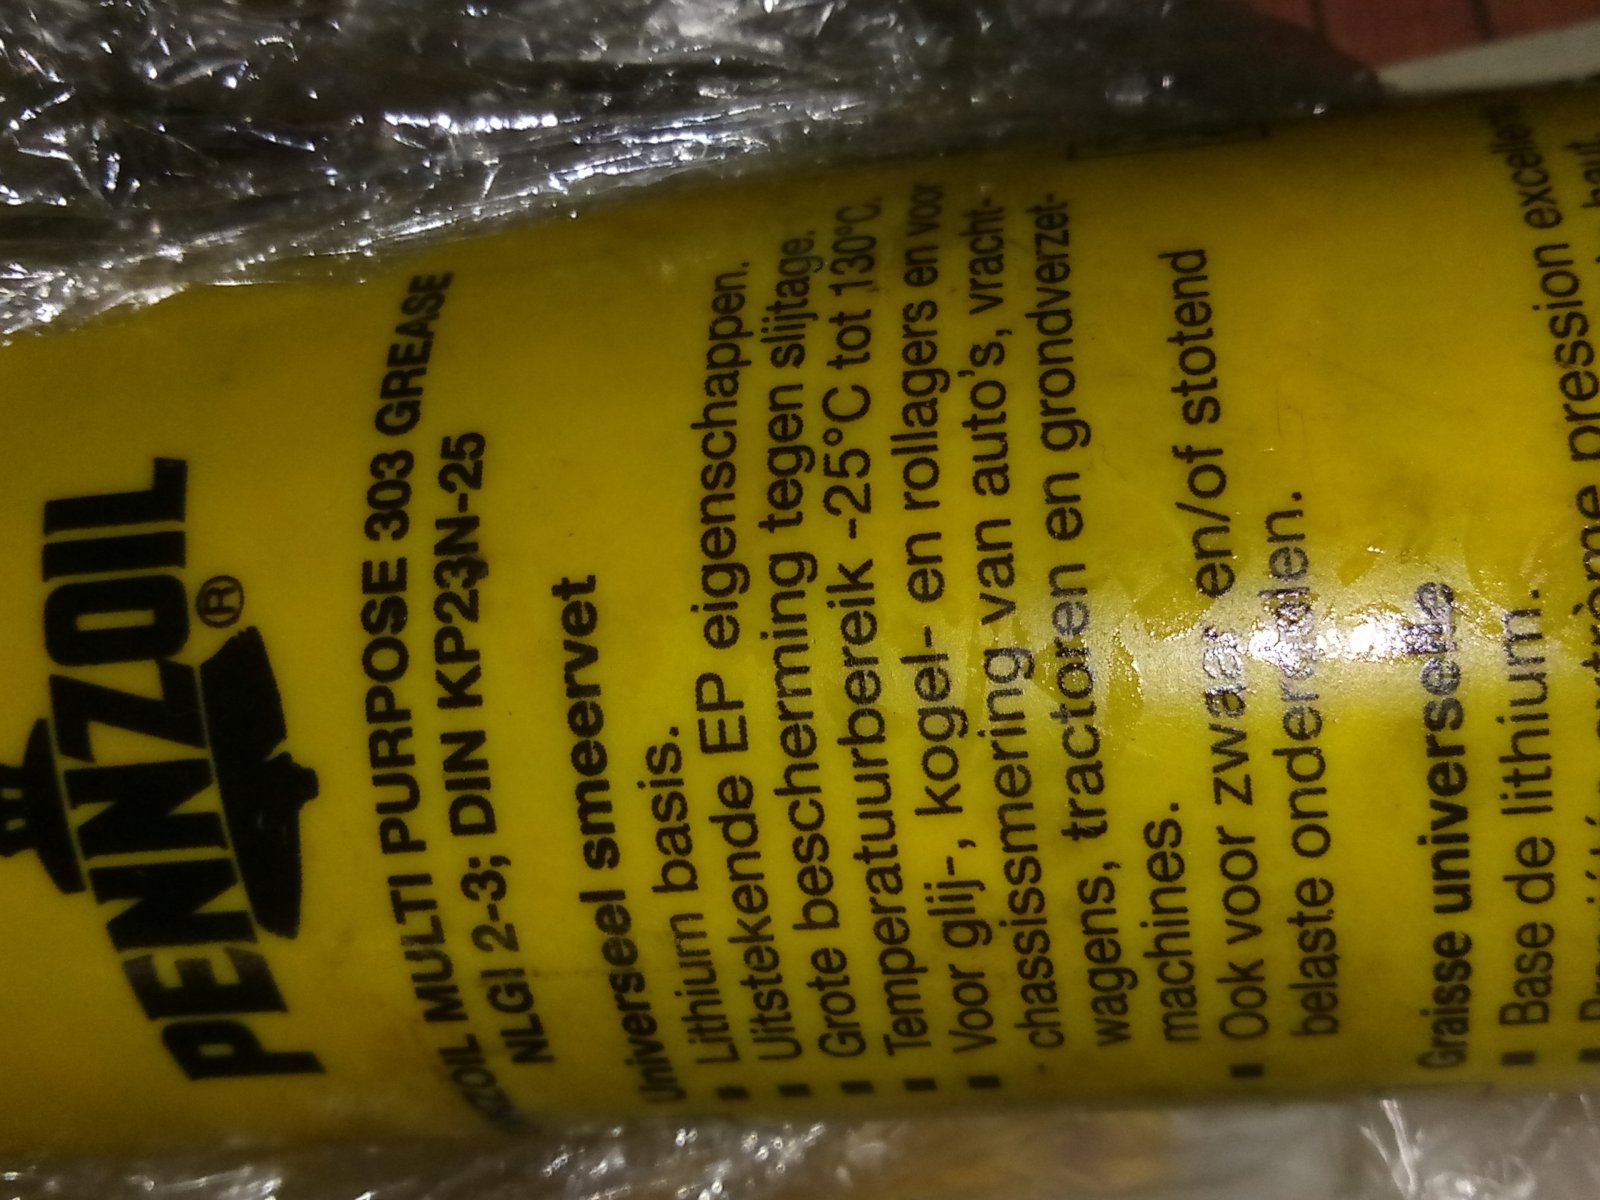 PENNZOIL
®
MULTI PURPOSE 303 GREASE
NLGI 2-3; DIN KP23N-25
Universeel smeervet
▪ Lithium basis.
▪ Uitstekende EP eigenschappen.
▪ Grote bescherming tegen slijtage.
▪ Temperatuurbereik -25°C tot 130°C.
▪ Voor glij-, kogel- en rollagers en voor
chassissmering van auto's, vracht-
wagens, tractoren en grondverzet-
machines.
▪ Ook voor zwaar en/of stotend
belaste onderdelen.
Graisse universelle
▪ Base de lithium.
extrème pression